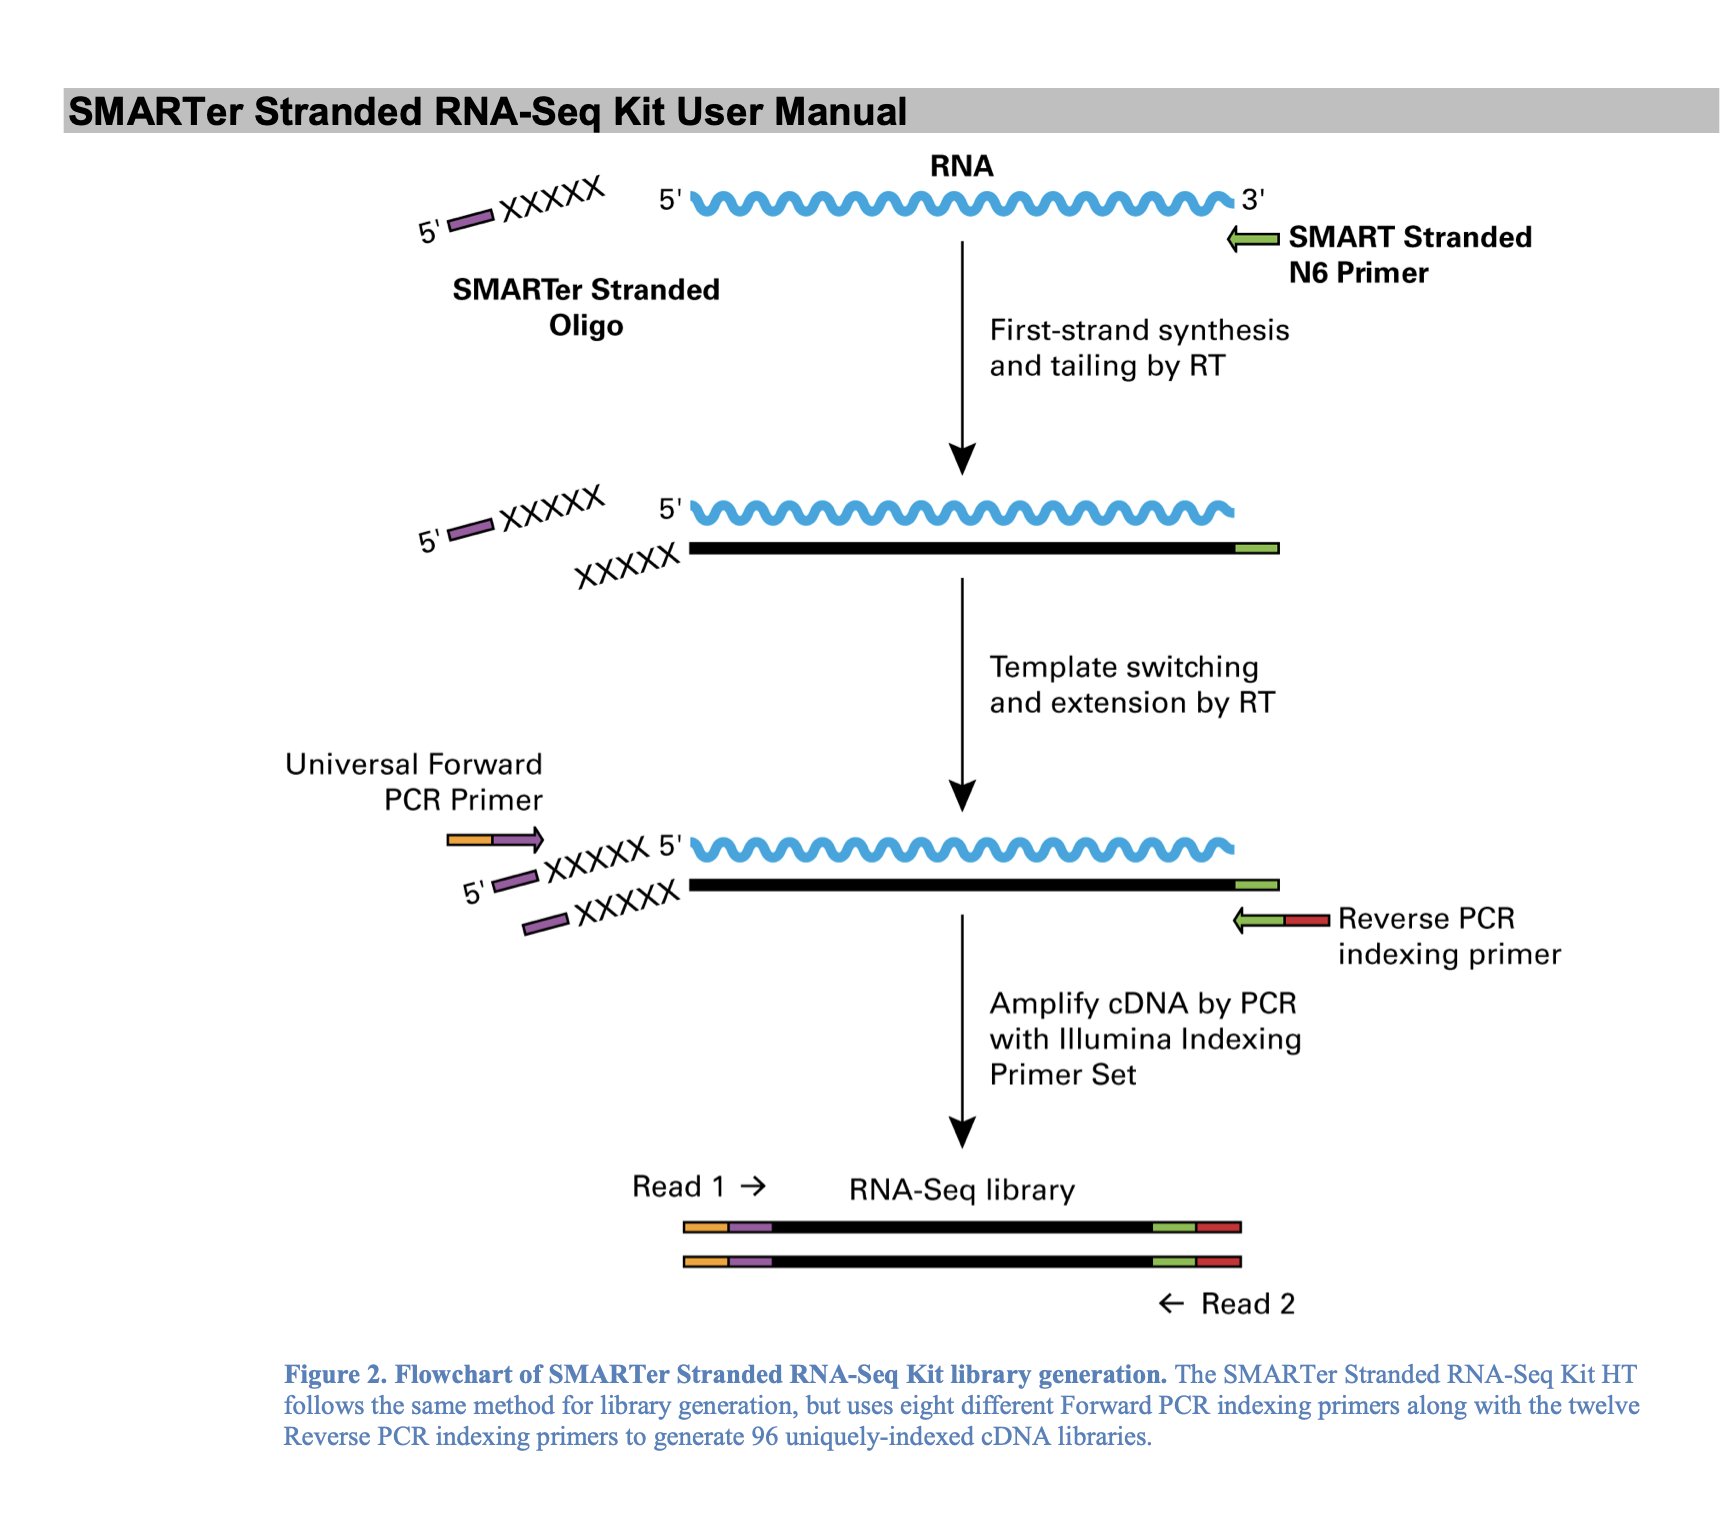 SMARTer Stranded RNA-Seq Kit User Manual
RNA
5' XXXXX
5'
3'
SMART Stranded
N6 Primer
SMARTer Stranded
Oligo
First-strand synthesis
and tailing by RT
5' XXXXX
5'
XXXXX
Template switching
and extension by RT
Universal Forward
PCR Primer
5' XXXXX
5'
XXXXX
Reverse PCR
indexing primer
Amplify cDNA by PCR
with Illumina Indexing
Primer Set
Read 1 →
RNA-Seq library
← Read 2
Figure 2. Flowchart of SMARTer Stranded RNA-Seq Kit library generation. The SMARTer Stranded RNA-Seq Kit HT
follows the same method for library generation, but uses eight different Forward PCR indexing primers along with the twelve
Reverse PCR indexing primers to generate 96 uniquely-indexed cDNA libraries.